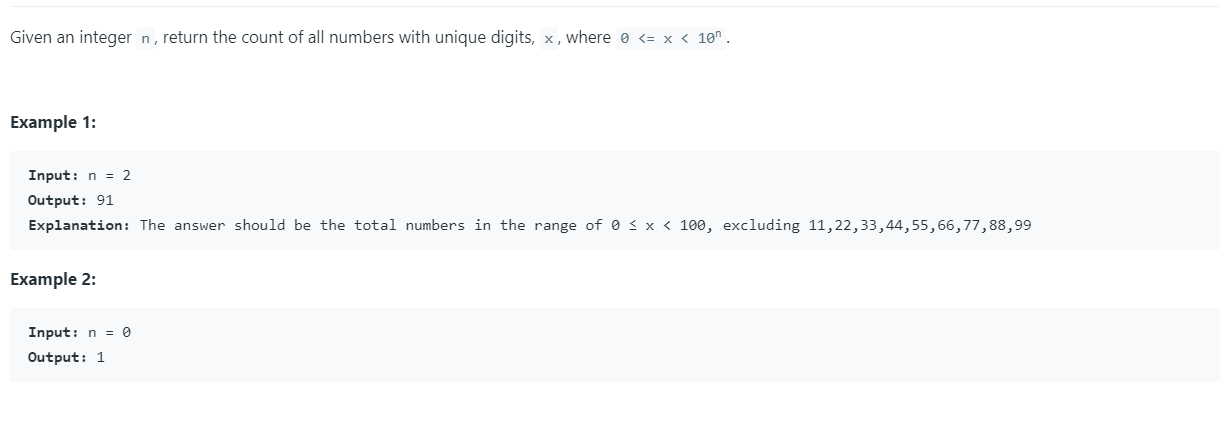 Given an integer n, return the count of all numbers with unique digits, x, where 0 <= x < 10ⁿ.
Example 1:
Input: n = 2
Output: 91
Explanation: The answer should be the total numbers in the range of 0 ≤ x < 100, excluding 11,22,33,44,55,66,77,88,99
Example 2:
Input: n = 0
Output: 1